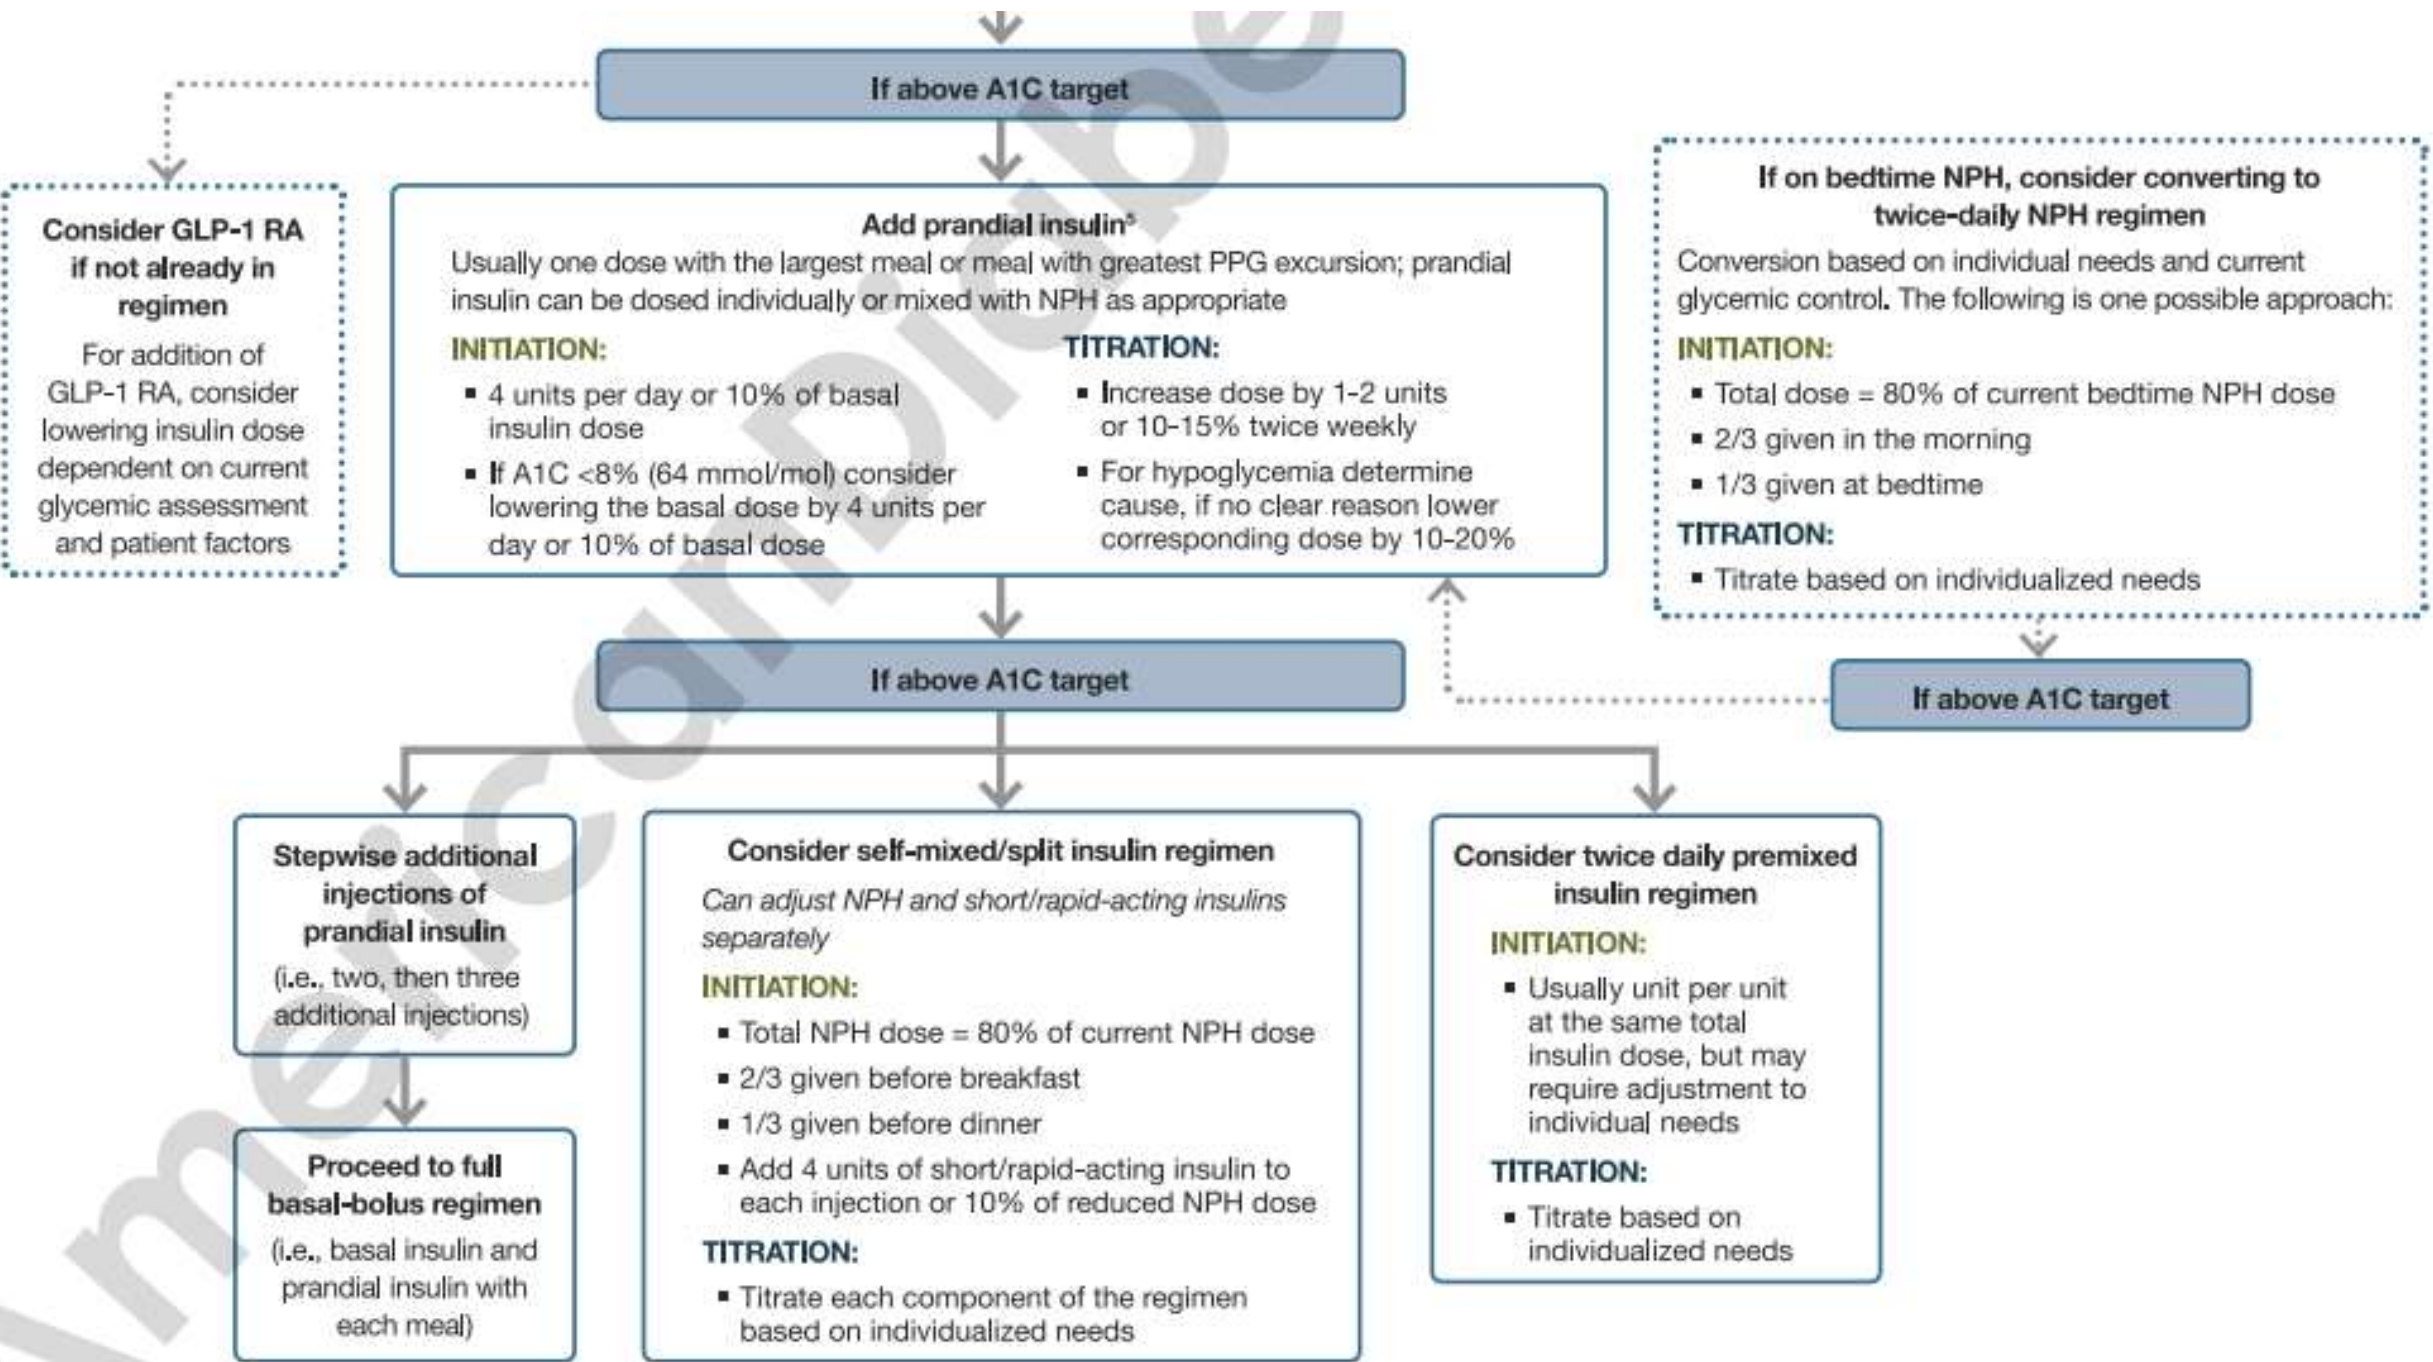 If above A1C target
Consider GLP-1 RA
if not already in
regimen
For addition of
GLP-1 RA, consider
lowering insulin dose
dependent on current
glycemic assessment
and patient factors
Add prandial insulin⁵
Usually one dose with the largest meal or meal with greatest PPG excursion; prandial
insulin can be dosed individually or mixed with NPH as appropriate
INITIATION:
▪ 4 units per day or 10% of basal
insulin dose
▪ If A1C <8% (64 mmol/mol) consider
lowering the basal dose by 4 units per
day or 10% of basal dose
TITRATION:
▪ Increase dose by 1-2 units
or 10-15% twice weekly
▪ For hypoglycemia determine
cause, if no clear reason lower
corresponding dose by 10-20%
If on bedtime NPH, consider converting to
twice-daily NPH regimen
Conversion based on individual needs and current
glycemic control. The following is one possible approach:
INITIATION:
▪ Total dose = 80% of current bedtime NPH dose
▪ 2/3 given in the morning
▪ 1/3 given at bedtime
TITRATION:
▪ Titrate based on individualized needs
If above A1C target
If above A1C target
Stepwise additional
injections of
prandial insulin
(i.e., two, then three
additional injections)
Proceed to full
basal-bolus regimen
(i.e., basal insulin and
prandial insulin with
each meal)
Consider self-mixed/split insulin regimen
Can adjust NPH and short/rapid-acting insulins
separately
INITIATION:
▪ Total NPH dose = 80% of current NPH dose
▪ 2/3 given before breakfast
▪ 1/3 given before dinner
▪ Add 4 units of short/rapid-acting insulin to
each injection or 10% of reduced NPH dose
TITRATION:
▪ Titrate each component of the regimen
based on individualized needs
Consider twice daily premixed
insulin regimen
INITIATION:
▪ Usually unit per unit
at the same total
insulin dose, but may
require adjustment to
individual needs
TITRATION:
▪ Titrate based on
individualized needs
American Diabe